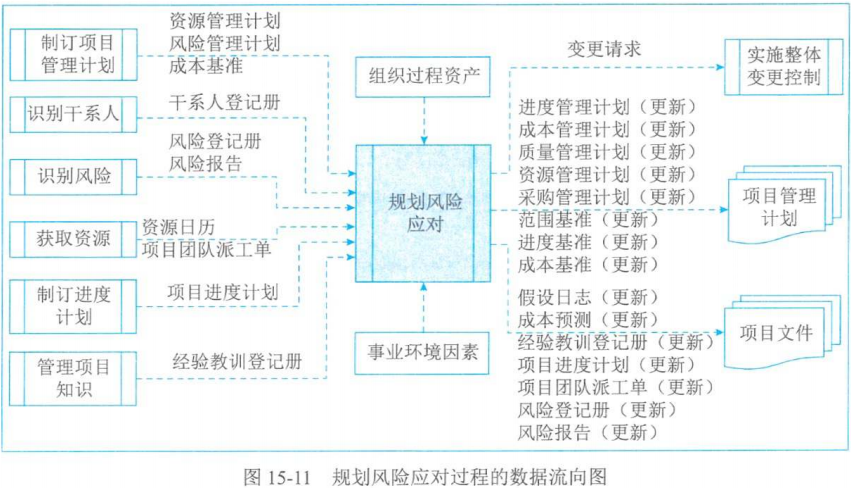 制订项目
管理计划
资源管理计划
风险管理计划
成本基准
识别干系人
干系人登记册
识别风险
风险登记册
风险报告
获取资源
资源日历
项目团队派工单
制订进度
计划
项目进度计划
管理项目
知识
经验教训登记册
组织过程资产
规划风险
应对
事业环境因素
变更请求
实施整体
变更控制
进度管理计划（更新）
成本管理计划（更新）
质量管理计划（更新）
资源管理计划（更新）
采购管理计划（更新）
范围基准（更新）
进度基准（更新）
成本基准（更新）
项目管理
计划
假设日志（更新）
成本预测（更新）
经验教训登记册（更新）
项目进度计划（更新）
项目团队派工单（更新）
风险登记册（更新）
风险报告（更新）
项目文件
图 15-11 规划风险应对过程的数据流向图